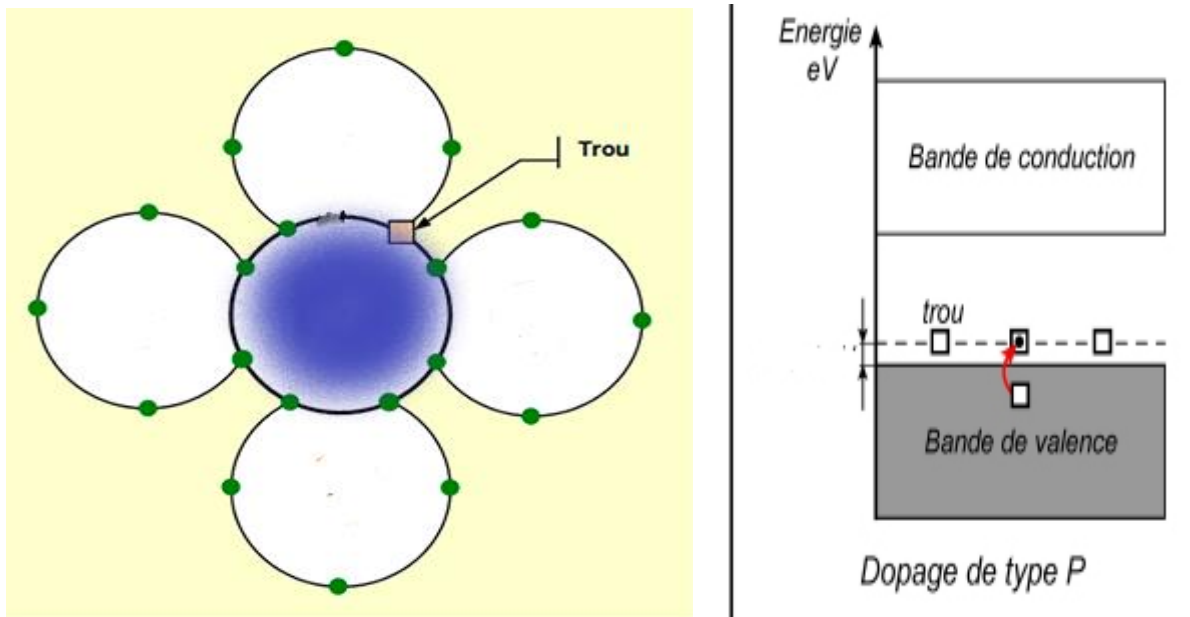 Trou
Energie
eV
Bande de conduction
trou
Bande de valence
Dopage de type P